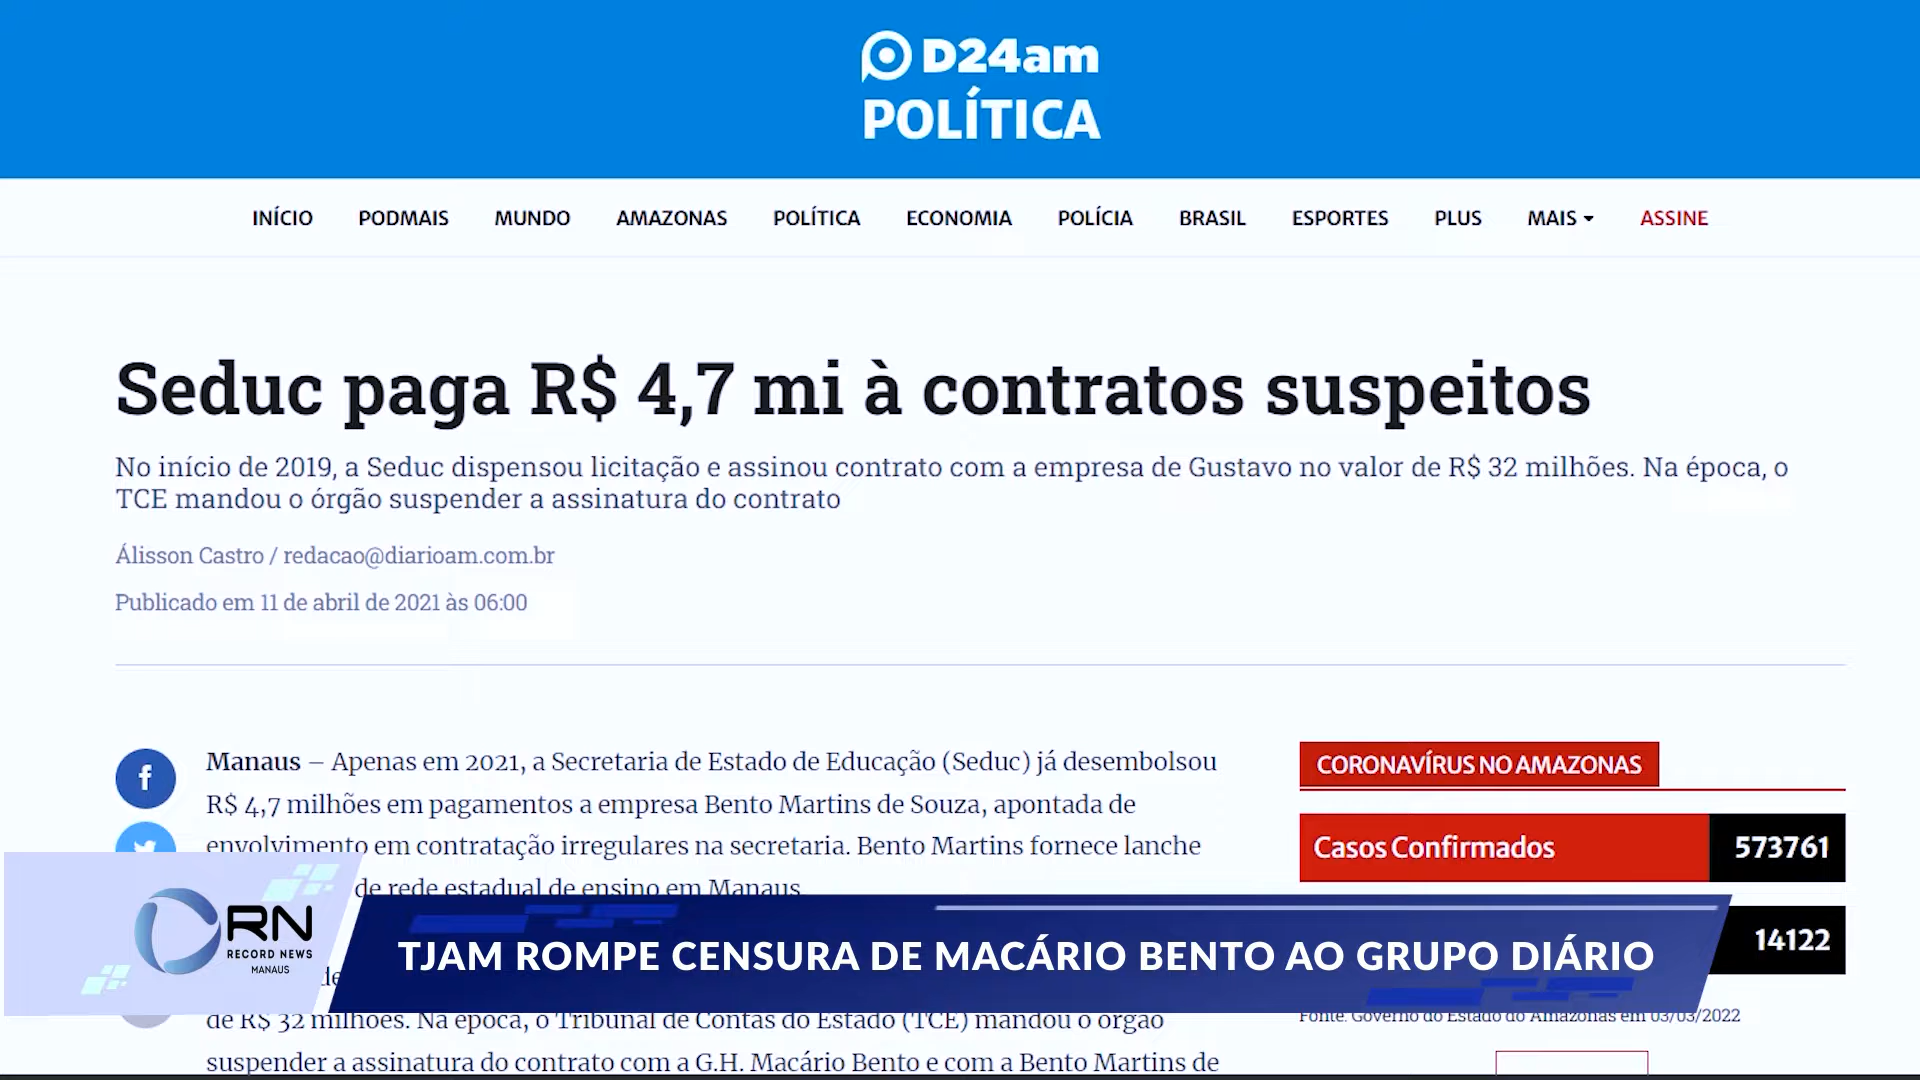 D24am
POLÍTICA
INÍCIO PODMAIS MUNDO AMAZONAS POLÍTICA ECONOMIA POLÍCIA BRASIL ESPORTES PLUS MAIS ASSINE
Seduc paga R$ 4,7 mi à contratos suspeitos
No início de 2019, a Seduc dispensou licitação e assinou contrato com a empresa de Gustavo no valor de R$ 32 milhões. Na época, o
TCE mandou o órgão suspender a assinatura do contrato
Álisson Castro / redacao@diarioam.com.br
Publicado em 11 de abril de 2021 às 06:00
Manaus – Apenas em 2021, a Secretaria de Estado de Educação (Seduc) já desembolsou
R$ 4,7 milhões em pagamentos a empresa Bento Martins de Souza, apontada de
envolvimento em contratação irregulares na secretaria. Bento Martins fornece lanche
de rede estadual de ensino em Manaus
de
de R$ 32 milhões. Na época, o Tribunal de Contas do Estado (TCE) mandou o órgão
suspender a assinatura do contrato com a G.H. Macário Bento e com a Bento Martins de
CORONAVÍRUS NO AMAZONAS
Casos Confirmados 573761
14122
Fonte: Governo do Estado do Amazonas em 03/03/2022
RN
RECORD NEWS
MANAUS
TJAM ROMPE CENSURA DE MACÁRIO BENTO AO GRUPO DIÁRIO